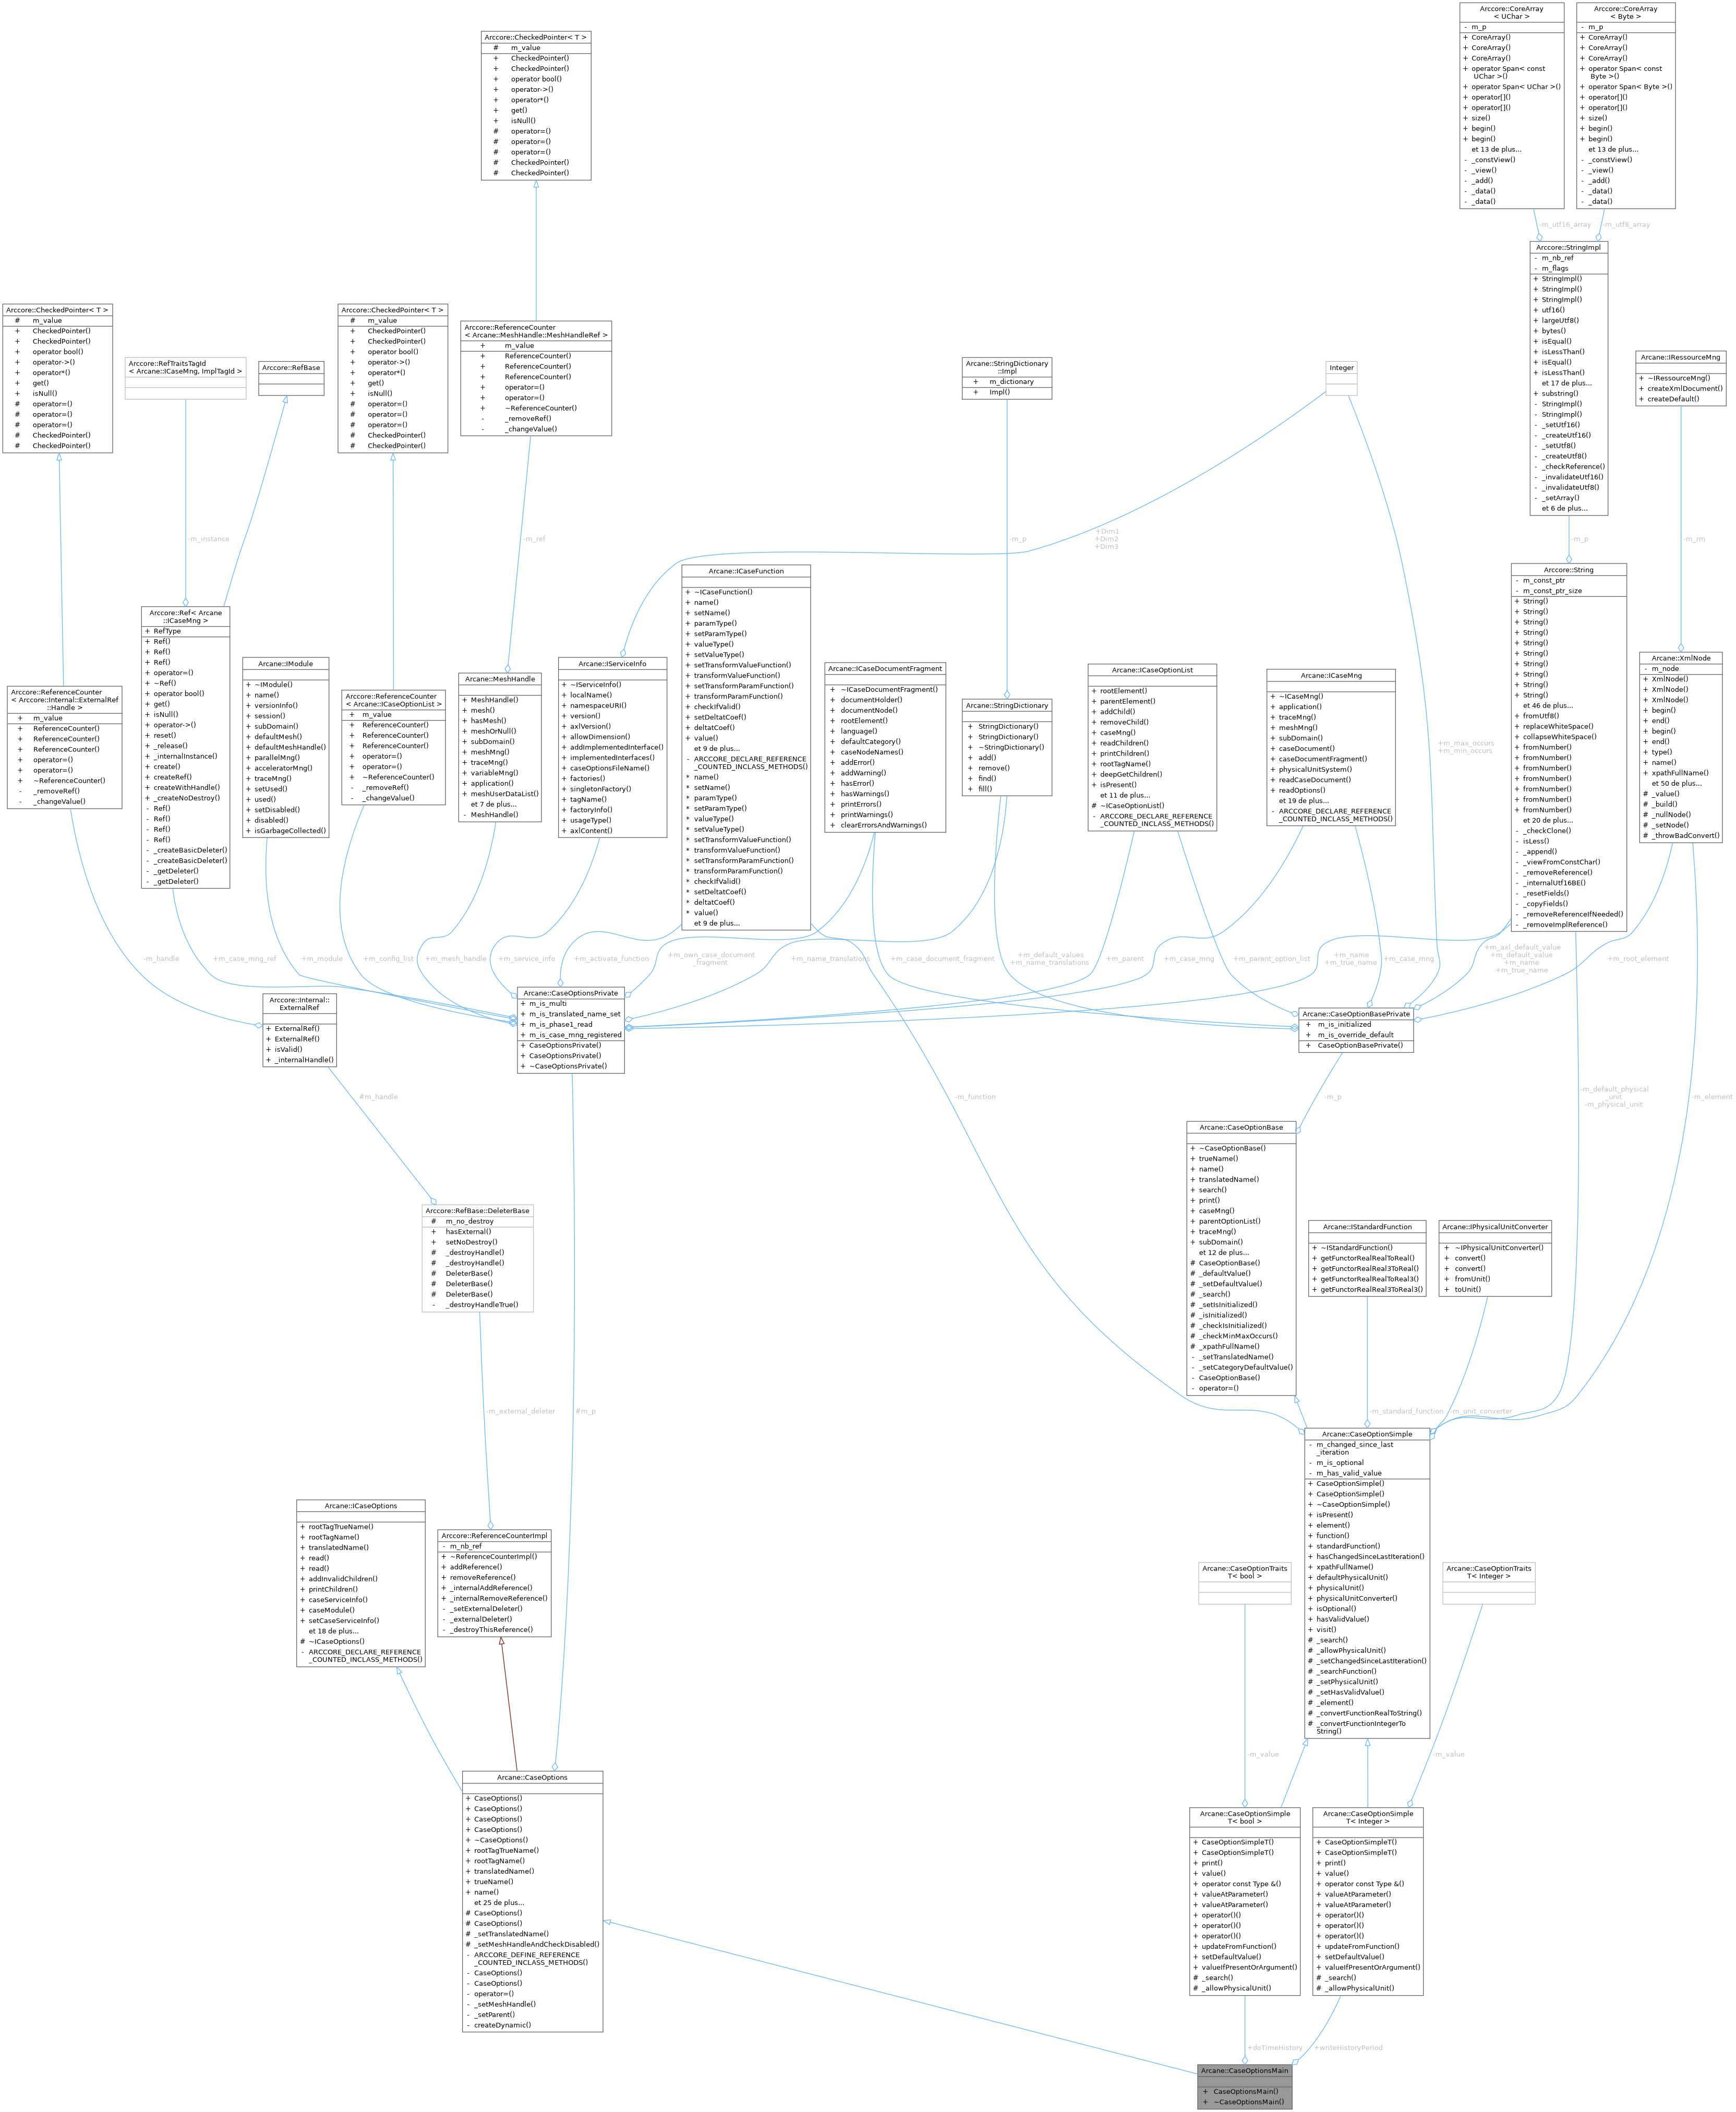 Arccore::CoreArray
< UChar >
- m_p
+ CoreArray()
+ CoreArray()
+ CoreArray()
+ operator Span< const
UChar >()
+ operator Span< UChar >()
+ operator[]()
+ operator[]()
+ size()
+ begin()
+ begin()
et 13 de plus...
- _constView()
- _view()
- _add()
- _data()
- _data()
Arccore::CoreArray
< Byte >
- m_p
+ CoreArray()
+ CoreArray()
+ CoreArray()
+ operator Span< const
Byte >()
+ operator Span< Byte >()
+ operator[]()
+ operator[]()
+ size()
+ begin()
+ begin()
et 13 de plus...
- _constView()
- _view()
- _add()
- _data()
- _data()
Arccore::CheckedPointer< T >
# m_value
+ CheckedPointer()
+ CheckedPointer()
+ operator bool()
+ operator->()
+ operator*()
+ get()
+ isNull()
# operator=()
# operator=()
# operator=()
# CheckedPointer()
# CheckedPointer()
-m_utf16_array
-m_utf8_array
Arccore::StringImpl
- m_nb_ref
- m_flags
+ StringImpl()
+ StringImpl()
+ StringImpl()
+ utf16()
+ largeUtf8()
+ bytes()
+ isEqual()
+ isLessThan()
+ isEqual()
+ isLessThan()
et 17 de plus...
+ substring()
- StringImpl()
- StringImpl()
- _setUtf16()
- _createUtf16()
- _setUtf8()
- _createUtf8()
- _checkReference()
- _invalidateUtf16()
- _invalidateUtf8()
- _setArray()
et 6 de plus...
Arccore::CheckedPointer< T >
# m_value
+ CheckedPointer()
+ CheckedPointer()
+ operator bool()
+ operator->()
+ operator*()
+ get()
+ isNull()
# operator=()
# operator=()
# operator=()
# CheckedPointer()
# CheckedPointer()
Arccore::RefTraitsTagId
< Arcane::ICaseMng, ImplTagId >
Arccore::RefBase
Arccore::CheckedPointer< T >
# m_value
+ CheckedPointer()
+ CheckedPointer()
+ operator bool()
+ operator->()
+ operator*()
+ get()
+ isNull()
# operator=()
# operator=()
# operator=()
# CheckedPointer()
# CheckedPointer()
Arccore::ReferenceCounter
< Arcane::MeshHandle::MeshHandleRef >
+ m_value
+ ReferenceCounter()
+ ReferenceCounter()
+ ReferenceCounter()
+ operator=()
+ operator=()
+ ~ReferenceCounter()
- _removeRef()
- _changeValue()
Arcane::StringDictionary
::Impl
+ m_dictionary
+ Impl()
Integer
Arcane::IRessourceMng
+ ~IRessourceMng()
+ createXmlDocument()
+ createDefault()
-m_instance
-m_ref
-m_p
+Dim1
+Dim2
+Dim3
-m_p
-m_rm
Arccore::ReferenceCounter
< Arccore::Internal::ExternalRef
::Handle >
+ m_value
+ ReferenceCounter()
+ ReferenceCounter()
+ ReferenceCounter()
+ operator=()
+ operator=()
+ ~ReferenceCounter()
- _removeRef()
- _changeValue()
Arccore::Ref< Arcane
::ICaseMng >
+ RefType
+ Ref()
+ Ref()
+ Ref()
+ operator=()
+ ~Ref()
+ operator bool()
+ get()
+ isNull()
+ operator->()
+ reset()
+ _release()
+ _internalInstance()
+ create()
+ createRef()
+ createWithHandle()
+ _createNoDestroy()
- Ref()
- Ref()
- Ref()
- Ref()
- _createBasicDeleter()
- _createBasicDeleter()
- _getDeleter()
- _getDeleter()
Arcane::IModule
+ ~IModule()
+ name()
+ versionInfo()
+ session()
+ subDomain()
+ defaultMesh()
+ defaultMeshHandle()
+ parallelMng()
+ acceleratorMng()
+ traceMng()
+ setUsed()
+ used()
+ setDisabled()
+ disabled()
+ isGarbageCollected()
Arccore::ReferenceCounter
< Arcane::ICaseOptionList >
+ m_value
+ ReferenceCounter()
+ ReferenceCounter()
+ ReferenceCounter()
+ operator=()
+ operator=()
+ ~ReferenceCounter()
- _removeRef()
- _changeValue()
Arcane::MeshHandle
+ MeshHandle()
+ mesh()
+ hasMesh()
+ meshOrNull()
+ subDomain()
+ meshMng()
+ traceMng()
+ variableMng()
+ application()
+ meshUserDataList()
et 7 de plus...
- MeshHandle()
Arcane::IServiceInfo
+ ~IServiceInfo()
+ localName()
+ namespaceURI()
+ version()
+ axlVersion()
+ allowDimension()
+ addImplementedInterface()
+ implementedInterfaces()
+ caseOptionsFileName()
+ factories()
+ singletonFactory()
+ tagName()
+ factoryInfo()
+ usageType()
+ axlContent()
Arcane::ICaseFunction
+ ~ICaseFunction()
+ name()
+ setName()
+ paramType()
+ setParamType()
+ valueType()
+ setValueType()
+ setTransformValueFunction()
+ transformValueFunction()
+ setTransformParamFunction()
+ transformParamFunction()
+ checkIfValid()
+ setDeltatCoef()
+ deltatCoef()
+ value()
et 9 de plus...
- ARCCORE_DECLARE_REFERENCE
_COUNTED_INCLASS_METHODS()
* name()
* setName()
* paramType()
* setParamType()
* valueType()
* setValueType()
* setTransformValueFunction()
* transformValueFunction()
* setTransformParamFunction()
* transformParamFunction()
* checkIfValid()
* setDeltatCoef()
* deltatCoef()
* value()
et 9 de plus...
Arcane::ICaseDocumentFragment
+ ~ICaseDocumentFragment()
+ documentHolder()
+ documentNode()
+ rootElement()
+ language()
+ defaultCategory()
+ caseNodeNames()
+ addError()
+ addWarning()
+ hasError()
+ hasWarnings()
+ printErrors()
+ printWarnings()
+ clearErrorsAndWarnings()
Arcane::StringDictionary
+ StringDictionary()
+ StringDictionary()
+ ~StringDictionary()
+ add()
+ remove()
+ find()
+ fill()
Arcane::ICaseOptionList
+ rootElement()
+ parentElement()
+ addChild()
+ removeChild()
+ caseMng()
+ readChildren()
+ printChildren()
+ rootTagName()
+ deepGetChildren()
+ isPresent()
et 11 de plus...
# ~ICaseOptionList()
- ARCCORE_DECLARE_REFERENCE
_COUNTED_INCLASS_METHODS()
Arcane::ICaseMng
+ ~ICaseMng()
+ application()
+ traceMng()
+ meshMng()
+ subDomain()
+ caseDocument()
+ caseDocumentFragment()
+ physicalUnitSystem()
+ readCaseDocument()
+ readOptions()
et 19 de plus...
- ARCCORE_DECLARE_REFERENCE
_COUNTED_INCLASS_METHODS()
+m_max_occurs
+m_min_occurs
Arccore::String
- m_const_ptr
- m_const_ptr_size
+ String()
+ String()
+ String()
+ String()
+ String()
+ String()
+ String()
+ String()
+ String()
+ String()
et 46 de plus...
+ fromUtf8()
+ replaceWhiteSpace()
+ collapseWhiteSpace()
+ fromNumber()
+ fromNumber()
+ fromNumber()
+ fromNumber()
+ fromNumber()
+ fromNumber()
+ fromNumber()
et 20 de plus...
- _checkClone()
- isLess()
- _append()
- _viewFromConstChar()
- _removeReference()
- _internalUtf16BE()
- _resetFields()
- _copyFields()
- _removeReferenceIfNeeded()
- _removeImplReference()
Arcane::XmlNode
- m_node
+ XmlNode()
+ XmlNode()
+ XmlNode()
+ begin()
+ end()
+ begin()
+ end()
+ type()
+ name()
+ xpathFullName()
et 50 de plus...
# _value()
# _build()
# _nullNode()
# _setNode()
# _throwBadConvert()
-m_handle
+m_case_mng_ref
+m_module
+m_config_list
+m_mesh_handle
+m_service_info
+m_activate_function
+m_own_case_document
_fragment
+m_name_translations
+m_case_document_fragment
+m_default_values
+m_name_translations
+m_parent
+m_case_mng
+m_parent_option_list
+m_name
+m_true_name
+m_case_mng
+m_axl_default_value
+m_default_value
+m_name
+m_true_name
+m_root_element
Arccore::Internal::
ExternalRef
+ ExternalRef()
+ ExternalRef()
+ isValid()
+ _internalHandle()
Arcane::CaseOptionsPrivate
+ m_is_multi
+ m_is_translated_name_set
+ m_is_phase1_read
+ m_is_case_mng_registered
+ CaseOptionsPrivate()
+ CaseOptionsPrivate()
+ ~CaseOptionsPrivate()
Arcane::CaseOptionBasePrivate
+ m_is_initialized
+ m_is_override_default
+ CaseOptionBasePrivate()
#m_handle
-m_function
-m_p
-m_default_physical
_unit
-m_physical_unit
-m_element
Arcane::CaseOptionBase
+ ~CaseOptionBase()
+ trueName()
+ name()
+ translatedName()
+ search()
+ print()
+ caseMng()
+ parentOptionList()
+ traceMng()
+ subDomain()
et 12 de plus...
# CaseOptionBase()
# _defaultValue()
# _setDefaultValue()
# _search()
# _setIsInitialized()
# _isInitialized()
# _checkIsInitialized()
# _checkMinMaxOccurs()
# _xpathFullName()
- _setTranslatedName()
- _setCategoryDefaultValue()
- CaseOptionBase()
- operator=()
Arccore::RefBase::DeleterBase
# m_no_destroy
+ hasExternal()
+ setNoDestroy()
# _destroyHandle()
# _destroyHandle()
# DeleterBase()
# DeleterBase()
# DeleterBase()
- _destroyHandleTrue()
Arcane::IStandardFunction
+ ~IStandardFunction()
+ getFunctorRealRealToReal()
+ getFunctorRealReal3ToReal()
+ getFunctorRealRealToReal3()
+ getFunctorRealReal3ToReal3()
Arcane::IPhysicalUnitConverter
+ ~IPhysicalUnitConverter()
+ convert()
+ convert()
+ fromUnit()
+ toUnit()
-m_external_deleter
#m_p
-m_standard_function
-m_unit_converter
Arcane::CaseOptionSimple
- m_changed_since_last
_iteration
- m_is_optional
- m_has_valid_value
+ CaseOptionSimple()
+ CaseOptionSimple()
+ ~CaseOptionSimple()
+ isPresent()
+ element()
+ function()
+ standardFunction()
+ hasChangedSinceLastIteration()
+ xpathFullName()
+ defaultPhysicalUnit()
+ physicalUnit()
+ physicalUnitConverter()
+ isOptional()
+ hasValidValue()
+ visit()
# _search()
# _allowPhysicalUnit()
# _setChangedSinceLastIteration()
# _searchFunction()
# _setPhysicalUnit()
# _setHasValidValue()
# _element()
# _convertFunctionRealToString()
# _convertFunctionIntegerTo
String()
Arcane::ICaseOptions
+ rootTagTrueName()
+ rootTagName()
+ translatedName()
+ read()
+ read()
+ addInvalidChildren()
+ printChildren()
+ caseServiceInfo()
+ caseModule()
+ setCaseServiceInfo()
et 18 de plus...
# ~ICaseOptions()
- ARCCORE_DECLARE_REFERENCE
_COUNTED_INCLASS_METHODS()
Arccore::ReferenceCounterImpl
- m_nb_ref
+ ~ReferenceCounterImpl()
+ addReference()
+ removeReference()
+ _internalAddReference()
+ _internalRemoveReference()
- _setExternalDeleter()
- _externalDeleter()
- _destroyThisReference()
Arcane::CaseOptionTraits
T< bool >
Arcane::CaseOptionTraits
T< Integer >
-m_value
-m_value
Arcane::CaseOptions
+ CaseOptions()
+ CaseOptions()
+ CaseOptions()
+ CaseOptions()
+ ~CaseOptions()
+ rootTagTrueName()
+ rootTagName()
+ translatedName()
+ trueName()
+ name()
et 25 de plus...
# CaseOptions()
# CaseOptions()
# _setTranslatedName()
# _setMeshHandleAndCheckDisabled()
- ARCCORE_DEFINE_REFERENCE
_COUNTED_INCLASS_METHODS()
- CaseOptions()
- CaseOptions()
- operator=()
- _setMeshHandle()
- _setParent()
- createDynamic()
Arcane::CaseOptionSimple
T< bool >
+ CaseOptionSimpleT()
+ CaseOptionSimpleT()
+ print()
+ value()
+ operator const Type &()
+ valueAtParameter()
+ valueAtParameter()
+ operator()()
+ operator()()
+ operator()()
+ updateFromFunction()
+ setDefaultValue()
+ valueIfPresentOrArgument()
# _search()
# _allowPhysicalUnit()
Arcane::CaseOptionSimple
T< Integer >
+ CaseOptionSimpleT()
+ CaseOptionSimpleT()
+ print()
+ value()
+ operator const Type &()
+ valueAtParameter()
+ valueAtParameter()
+ operator()()
+ operator()()
+ operator()()
+ updateFromFunction()
+ setDefaultValue()
+ valueIfPresentOrArgument()
# _search()
# _allowPhysicalUnit()
+doTimeHistory
+writeHistoryPeriod
Arcane::CaseOptionsMain
+ CaseOptionsMain()
+ ~CaseOptionsMain()